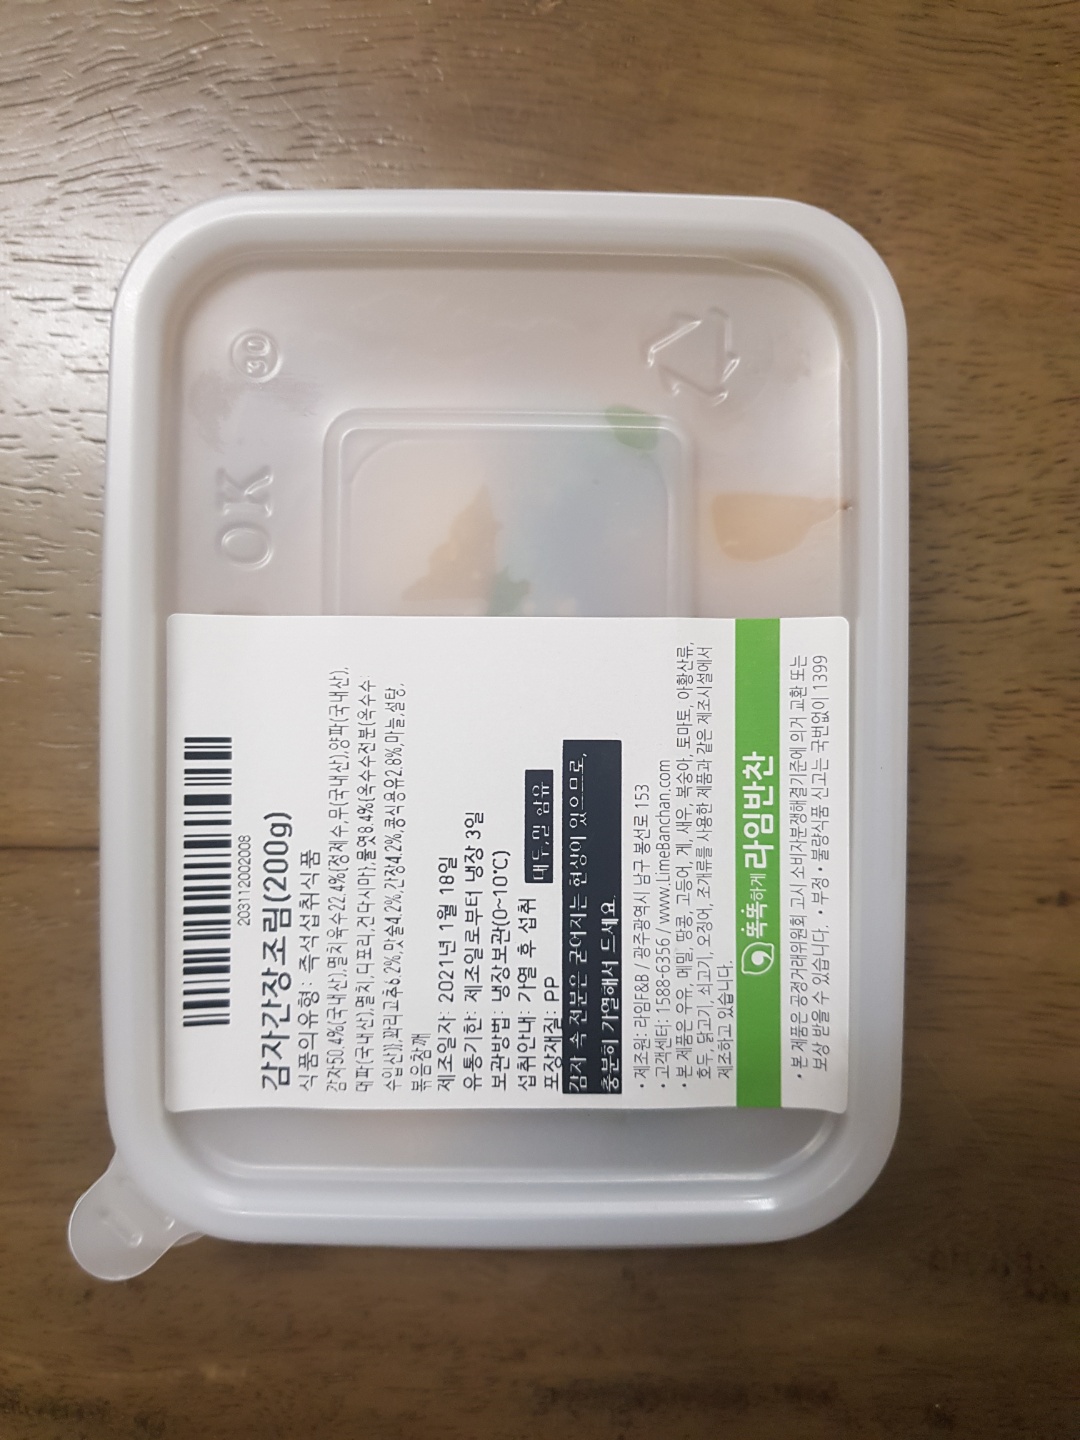 OK
30
203112002008
감자간장조림(200g)
식품의유형: 즉석섭취식품
감자50.4%(국내산),멸치육수22.4%{정제수,무(국내산),양파(국내산),
대파(국내산),멸치,디포리,건다시마},물엿8.4%{옥수수전분(옥수수
수입산)},꽈리고추6.2%,맛술4.2%,간장4.2%,콩식용유2.8%,마늘,설탕,
볶음참깨
제조일자: 2021년 1월 18일
유통기한: 제조일로부터 냉장 3일
보관방법: 냉장보관(0~10℃)
섭취안내: 가열 후 섭취
대두,밀 함유
포장재질: PP
감자 속 전분은 굳어지는 현상이 있으므로,
충분히 가열해서 드세요.
• 제조원: 라임F&B / 광주광역시 남구 봉선로 153
• 고객센터: 1588-6356 / www.LimeBanchan.com
• 본 제품은 우유, 메밀, 땅콩, 고등어, 게, 새우, 복숭아, 토마토, 아황산류,
호두, 닭고기, 쇠고기, 오징어, 조개류를 사용한 제품과 같은 제조시설에서
제조하고 있습니다.
똑똑하게 라임반찬
• 본 제품은 공정거래위원회 고시 소비자분쟁해결기준에 의거 교환 또는
보상 받을 수 있습니다. • 부정 • 불량식품 신고는 국번없이 1399